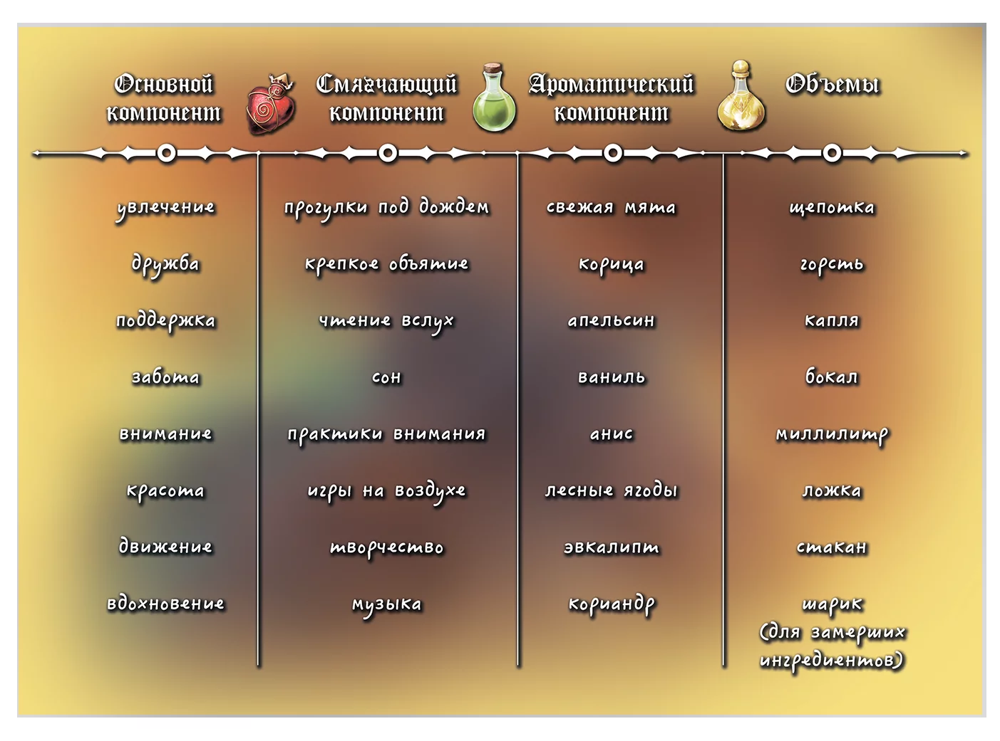 Основной компонент
Смягчающий компонент
Ароматический компонент
Объемы
увлечение
прогулки под дождем
свежая мята
щепотка
дружба
крепкое объятие
корица
горсть
поддержка
чтение вслух
апельсин
капля
забота
сон
ваниль
бокал
внимание
практики внимания
анис
миллилитр
красота
игры на воздухе
лесные ягоды
ложка
движение
творчество
эвкалипт
стакан
вдохновение
музыка
кориандр
шарик
(для замерших
ингредиентов)